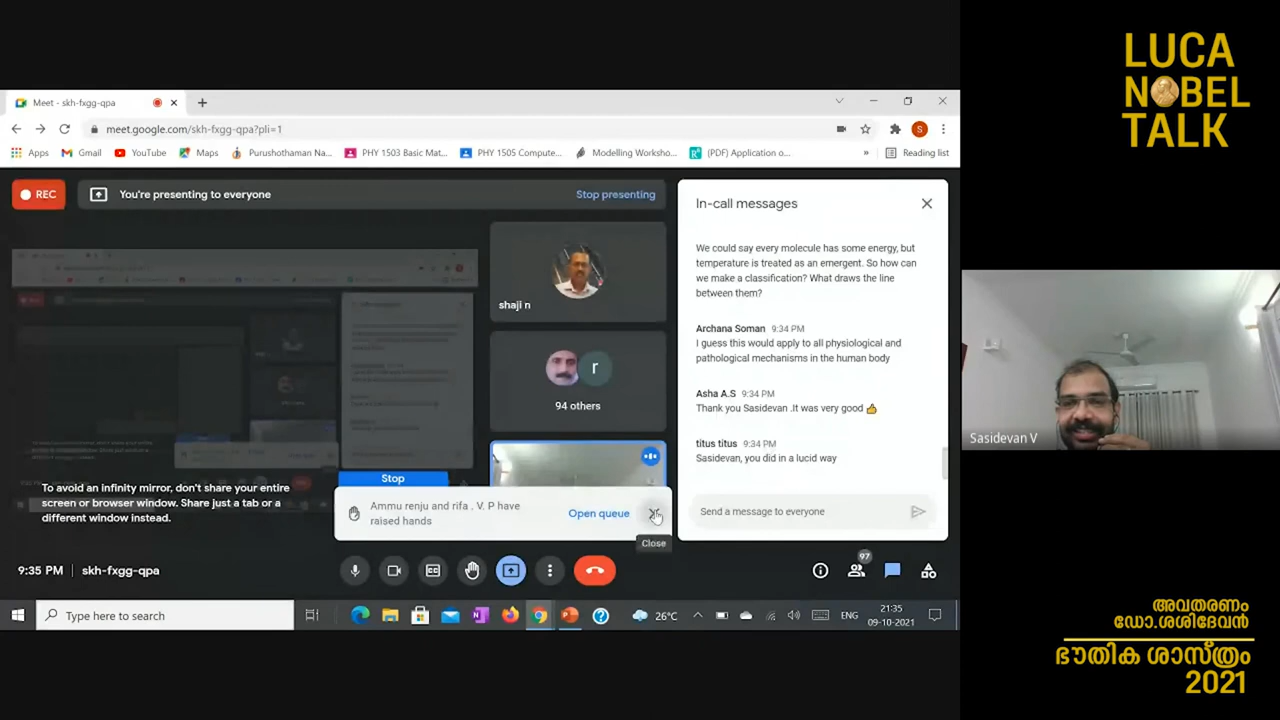 LUCA
NOBEL
TALK
Meet - skh-fxgg-qpa
meet.google.com/skh-fxgg-qpa?pli=1
Apps
Gmail
YouTube
Maps
Purushothaman Na...
PHY 1503 Basic Mat...
PHY 1505 Compute...
Modelling Worksho...
(PDF) Application o...
»
Reading list
REC
You're presenting to everyone
Stop presenting
shaji n
r
94 others
Stop
To avoid an infinity mirror, don't share your entire
screen or browser window. Share just a tab or a
different window instead.
Ammu renju and rifa . V. P have
raised hands
Open queue
Close
In-call messages
We could say every molecule has some energy, but
temperature is treated as an emergent. So how can
we make a classification? What draws the line
between them?
Archana Soman 9:34 PM
I guess this would apply to all physiological and
pathological mechanisms in the human body
Asha A.S 9:34 PM
Thank you Sasidevan .It was very good 👍
titus titus 9:34 PM
Sasidevan, you did in a lucid way
Send a message to everyone
9:35 PM | skh-fxgg-qpa
97
Type here to search
26°C
ENG
21:35
09-10-2021
Sasidevan V
അവതരണം
ഡോ.ശശിദേവൻ
ഭൗതിക ശാസ്ത്രം
2021